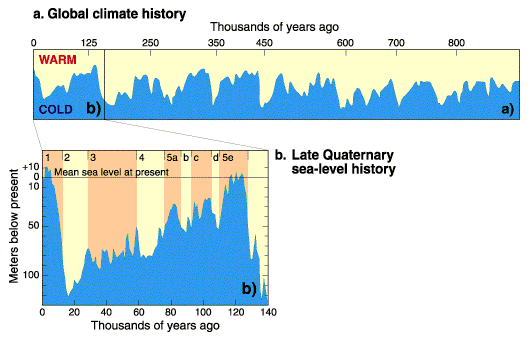 a. Global climate history
Thousands of years ago
0 125 250 350 450 600 700 800
WARM
COLD
b)
a)
b. Late Quaternary
sea-level history
1 2 3 4 5a b c d 5e
Mean sea level at present
+10
0
10
50
100
Meters below present
b)
0 20 40 60 80 100 120 140
Thousands of years ago